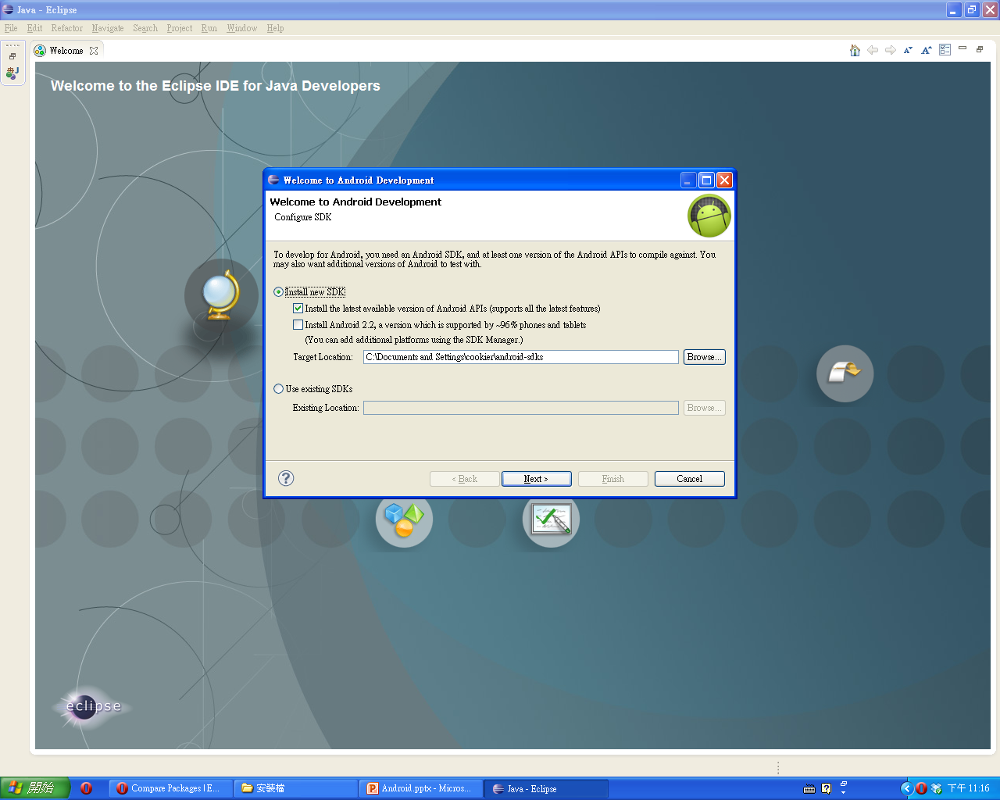 Java - Eclipse
File Edit Refactor Navigate Search Project Run Window Help
Welcome
Welcome to the Eclipse IDE for Java Developers
Welcome to Android Development
Welcome to Android Development
Configure SDK
To develop for Android, you need an Android SDK, and at least one version of the Android APIs to compile against. You
may also want additional versions of Android to test with.
Install new SDK
Install the latest available version of Android APIs (supports all the latest features)
Install Android 2.2, a version which is supported by ~96% phones and tablets
(You can add additional platforms using the SDK Manager.)
Target Location: C:\Documents and Settings\cookier\android-sdks Browse...
Use existing SDKs
Existing Location: Browse...
< Back Next > Finish Cancel
eclipse
開始 Compare Packages | E... 安裝檔 Android.pptx - Micros... Java - Eclipse 下午 11:16